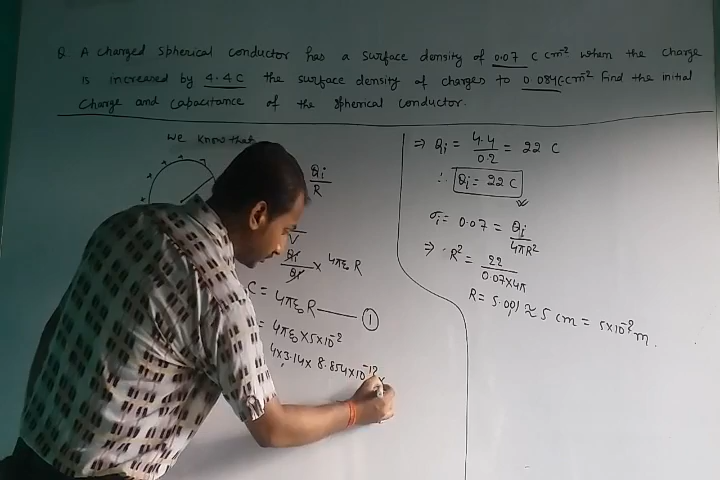 Q A charged spherical conductor has a surface density of 0.07 C cm⁻² when the charge
is increased by 4.4 C the surface density of charges to 0.084 C cm⁻² find the initial
Charge and capacitance of the spherical conductor.
we know that
Qi/R
V
Qi/Qi × 4πε₀ R
C = 4πε₀R —— ①
= 4πε₀ × 5×10⁻²
4×3.14× 8.854×10⁻¹² ×
⇒ Qi = 4.4/0.2 = 22 C
∴ Qi = 22 C
σi = 0.07 = Qi/4πR²
⇒ R² = 22/0.07×4π
R = 5.001 ≈ 5 cm = 5×10⁻² m.